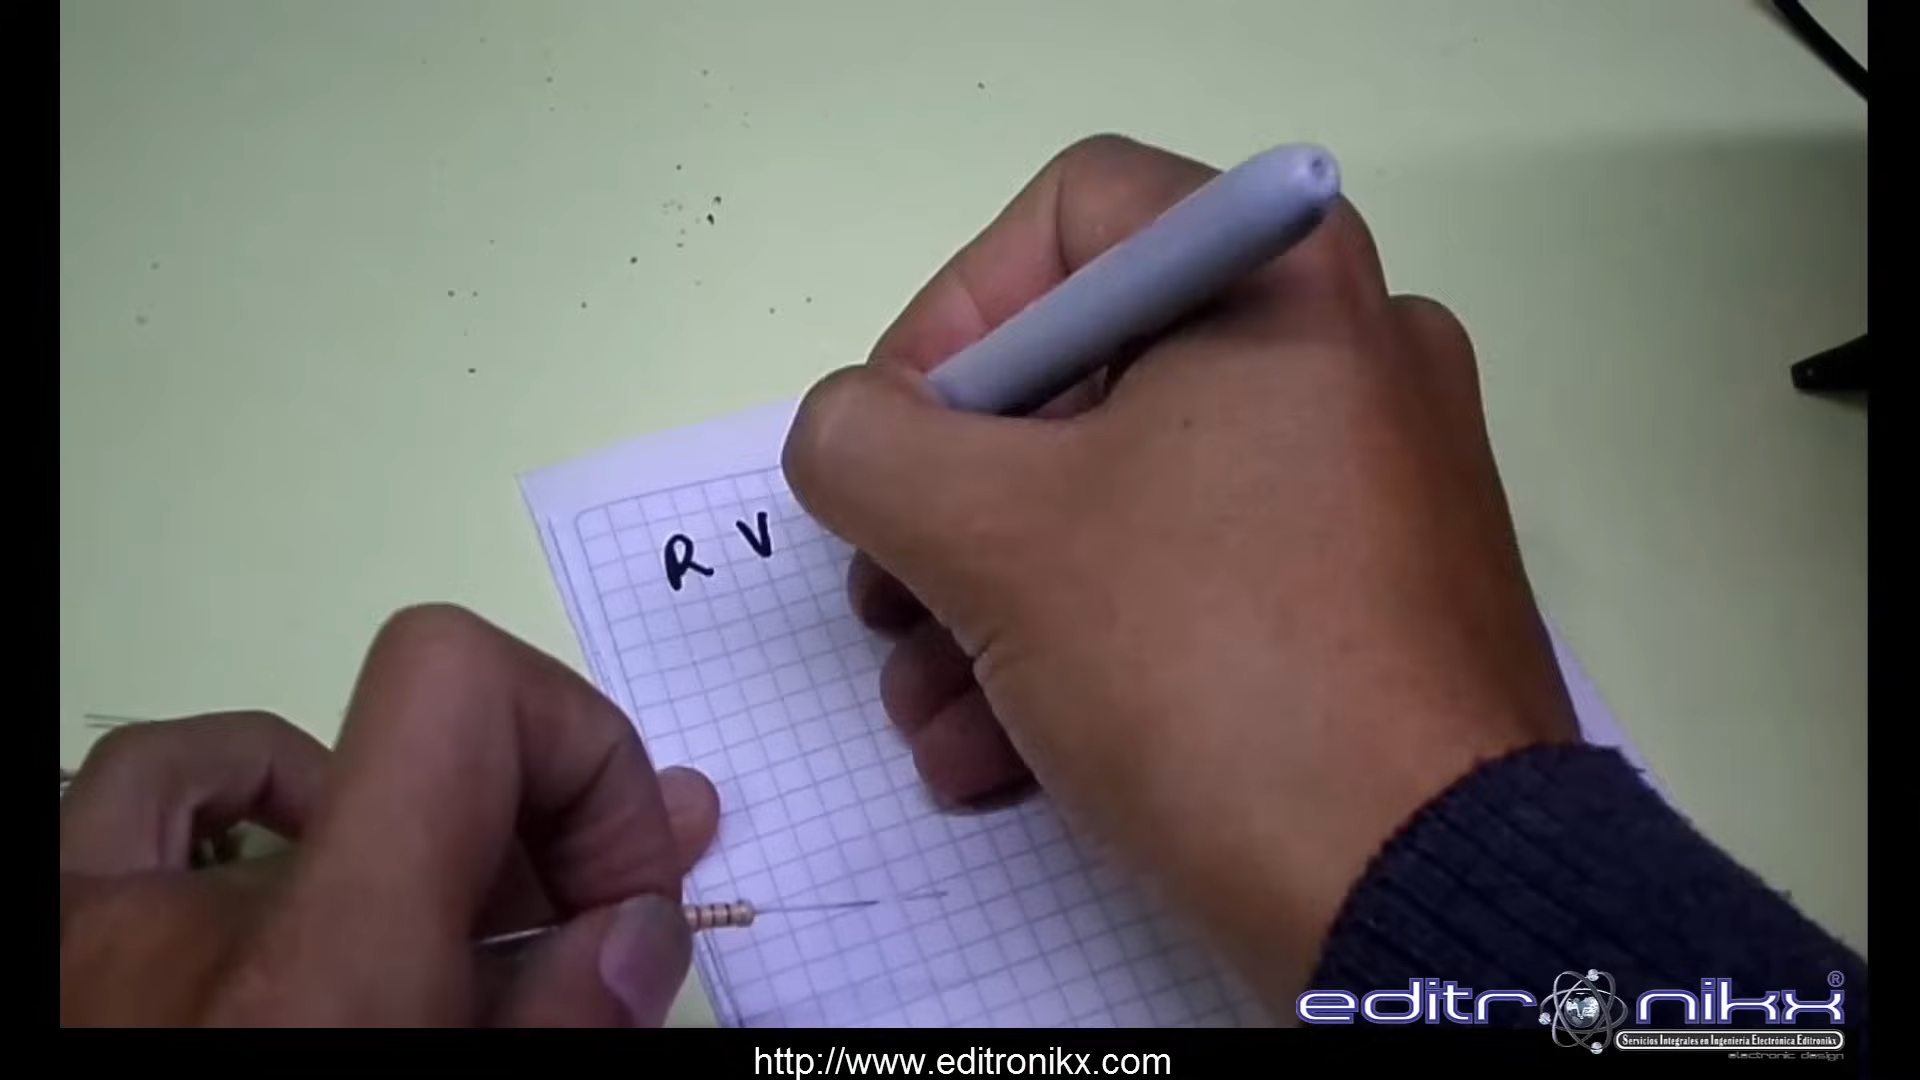 R V
editronikx®
Servicios Integrales en Ingeniería Electrónica Editronikx
electronic design
http://www.editronikx.com